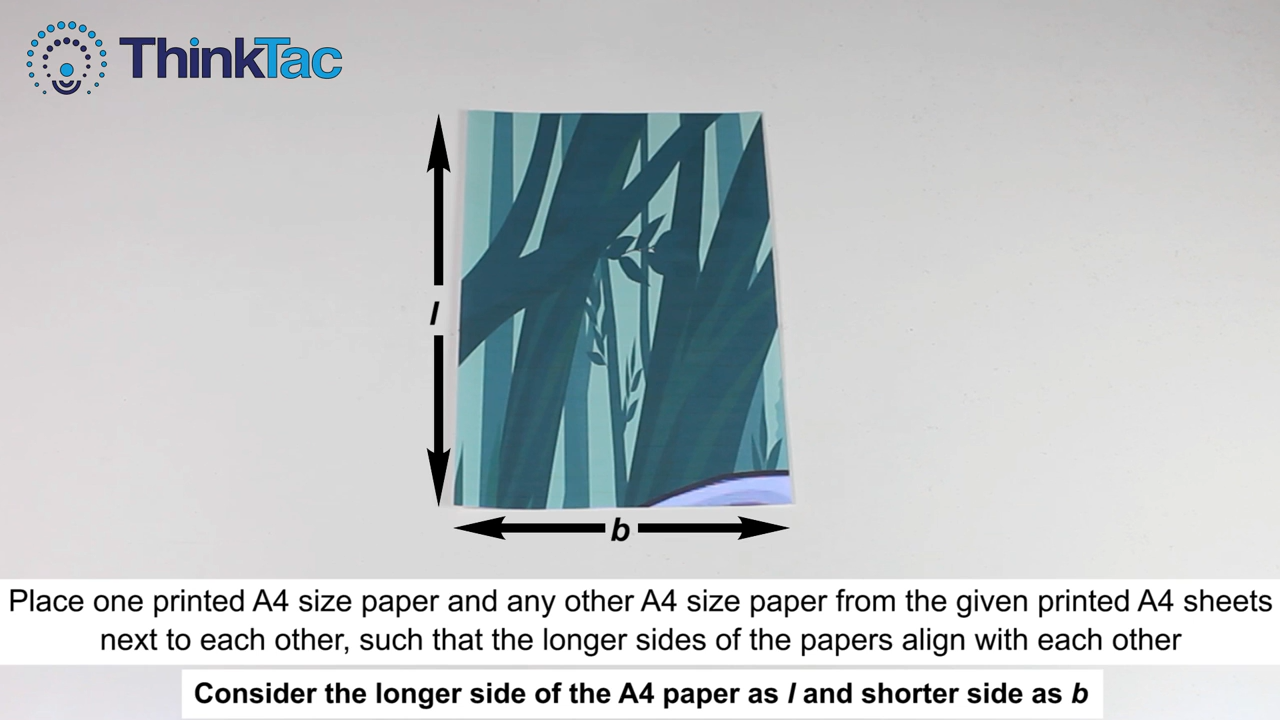 ThinkTac
l
b
Place one printed A4 size paper and any other A4 size paper from the given printed A4 sheets
next to each other, such that the longer sides of the papers align with each other
Consider the longer side of the A4 paper as l and shorter side as b